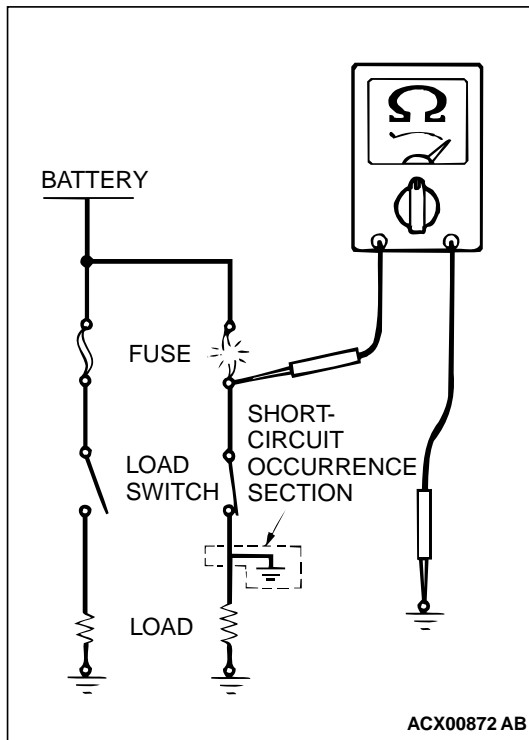 Ω
BATTERY
FUSE
SHORT-
CIRCUIT
OCCURRENCE
SECTION
LOAD
SWITCH
LOAD
ACX00872 AB